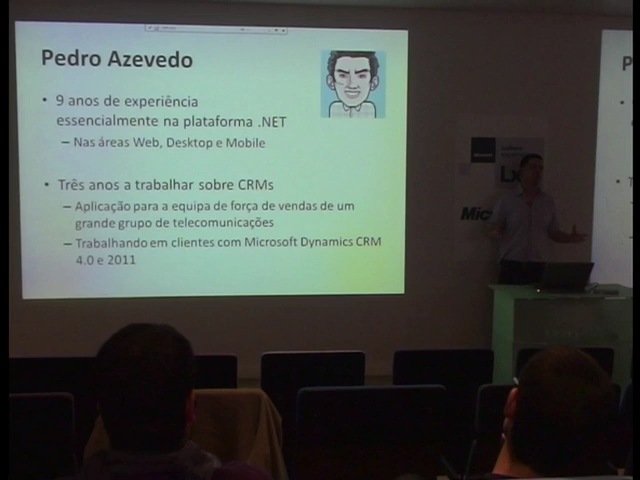 Pedro Azevedo
• 9 anos de experiência
essencialmente na plataforma .NET
– Nas áreas Web, Desktop e Mobile
• Três anos a trabalhar sobre CRMs
– Aplicação para a equipa de força de vendas de um
grande grupo de telecomunicações
– Trabalhando em clientes com Microsoft Dynamics CRM
4.0 e 2011